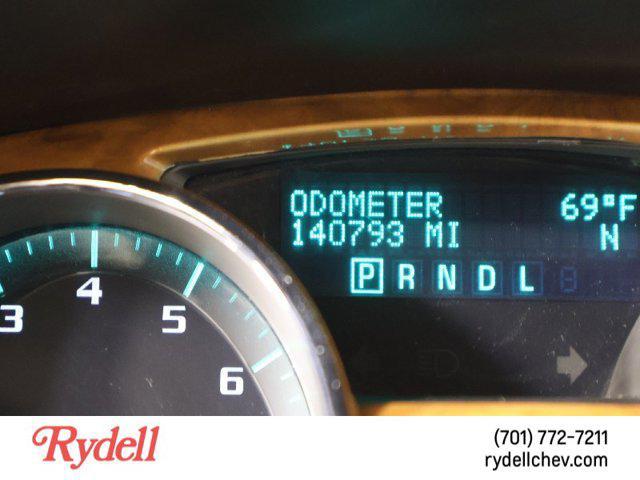 ODOMETER 69°F
140793 MI N
P R N D L
3 4 5 6
Rydell
(701) 772-7211
rydellchev.com